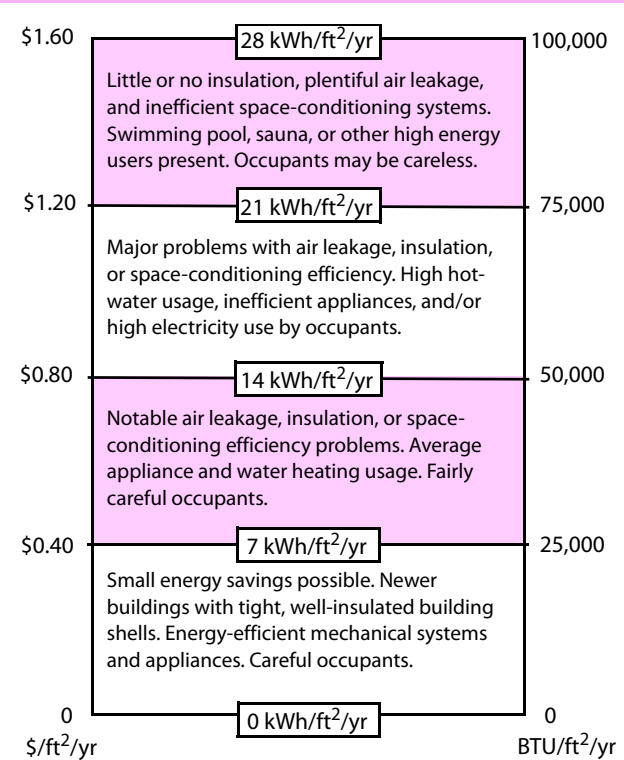 $1.60 28 kWh/ft²/yr 100,000
Little or no insulation, plentiful air leakage,
and inefficient space-conditioning systems.
Swimming pool, sauna, or other high energy
users present. Occupants may be careless.
$1.20 21 kWh/ft²/yr 75,000
Major problems with air leakage, insulation,
or space-conditioning efficiency. High hot-
water usage, inefficient appliances, and/or
high electricity use by occupants.
$0.80 14 kWh/ft²/yr 50,000
Notable air leakage, insulation, or space-
conditioning efficiency problems. Average
appliance and water heating usage. Fairly
careful occupants.
$0.40 7 kWh/ft²/yr 25,000
Small energy savings possible. Newer
buildings with tight, well-insulated building
shells. Energy-efficient mechanical systems
and appliances. Careful occupants.
0 0 kWh/ft²/yr 0
$/ft²/yr BTU/ft²/yr